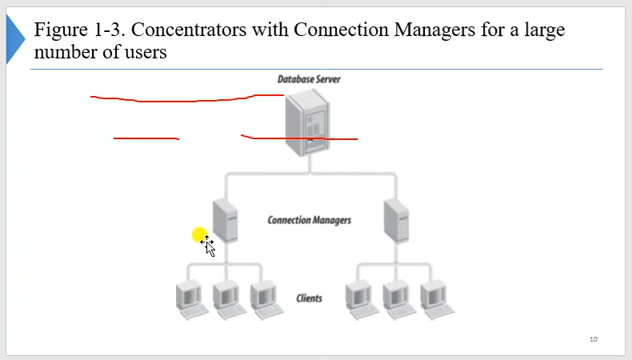 Figure 1-3. Concentrators with Connection Managers for a large
number of users
Database Server
Connection Managers
Clients
10